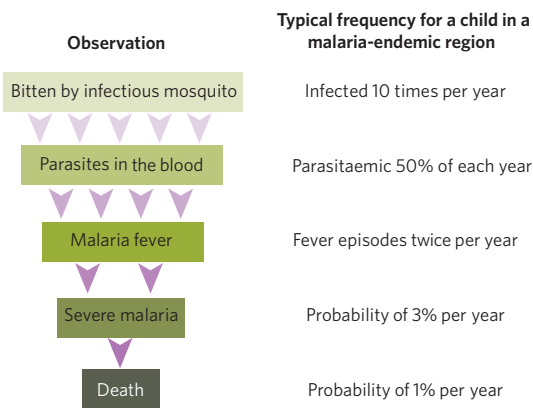 Observation
Typical frequency for a child in a
malaria-endemic region
Bitten by infectious mosquito
Infected 10 times per year
Parasites in the blood
Parasitaemic 50% of each year
Malaria fever
Fever episodes twice per year
Severe malaria
Probability of 3% per year
Death
Probability of 1% per year